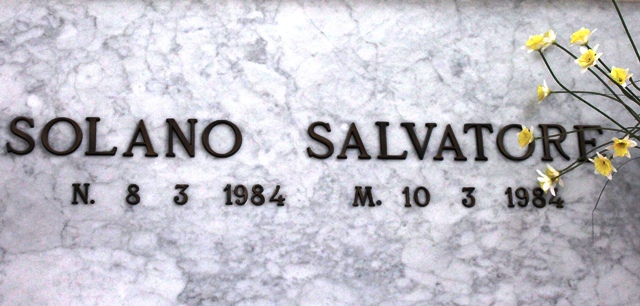 SOLANO SALVATORE
N. 8 3 1984 M. 10 3 1984